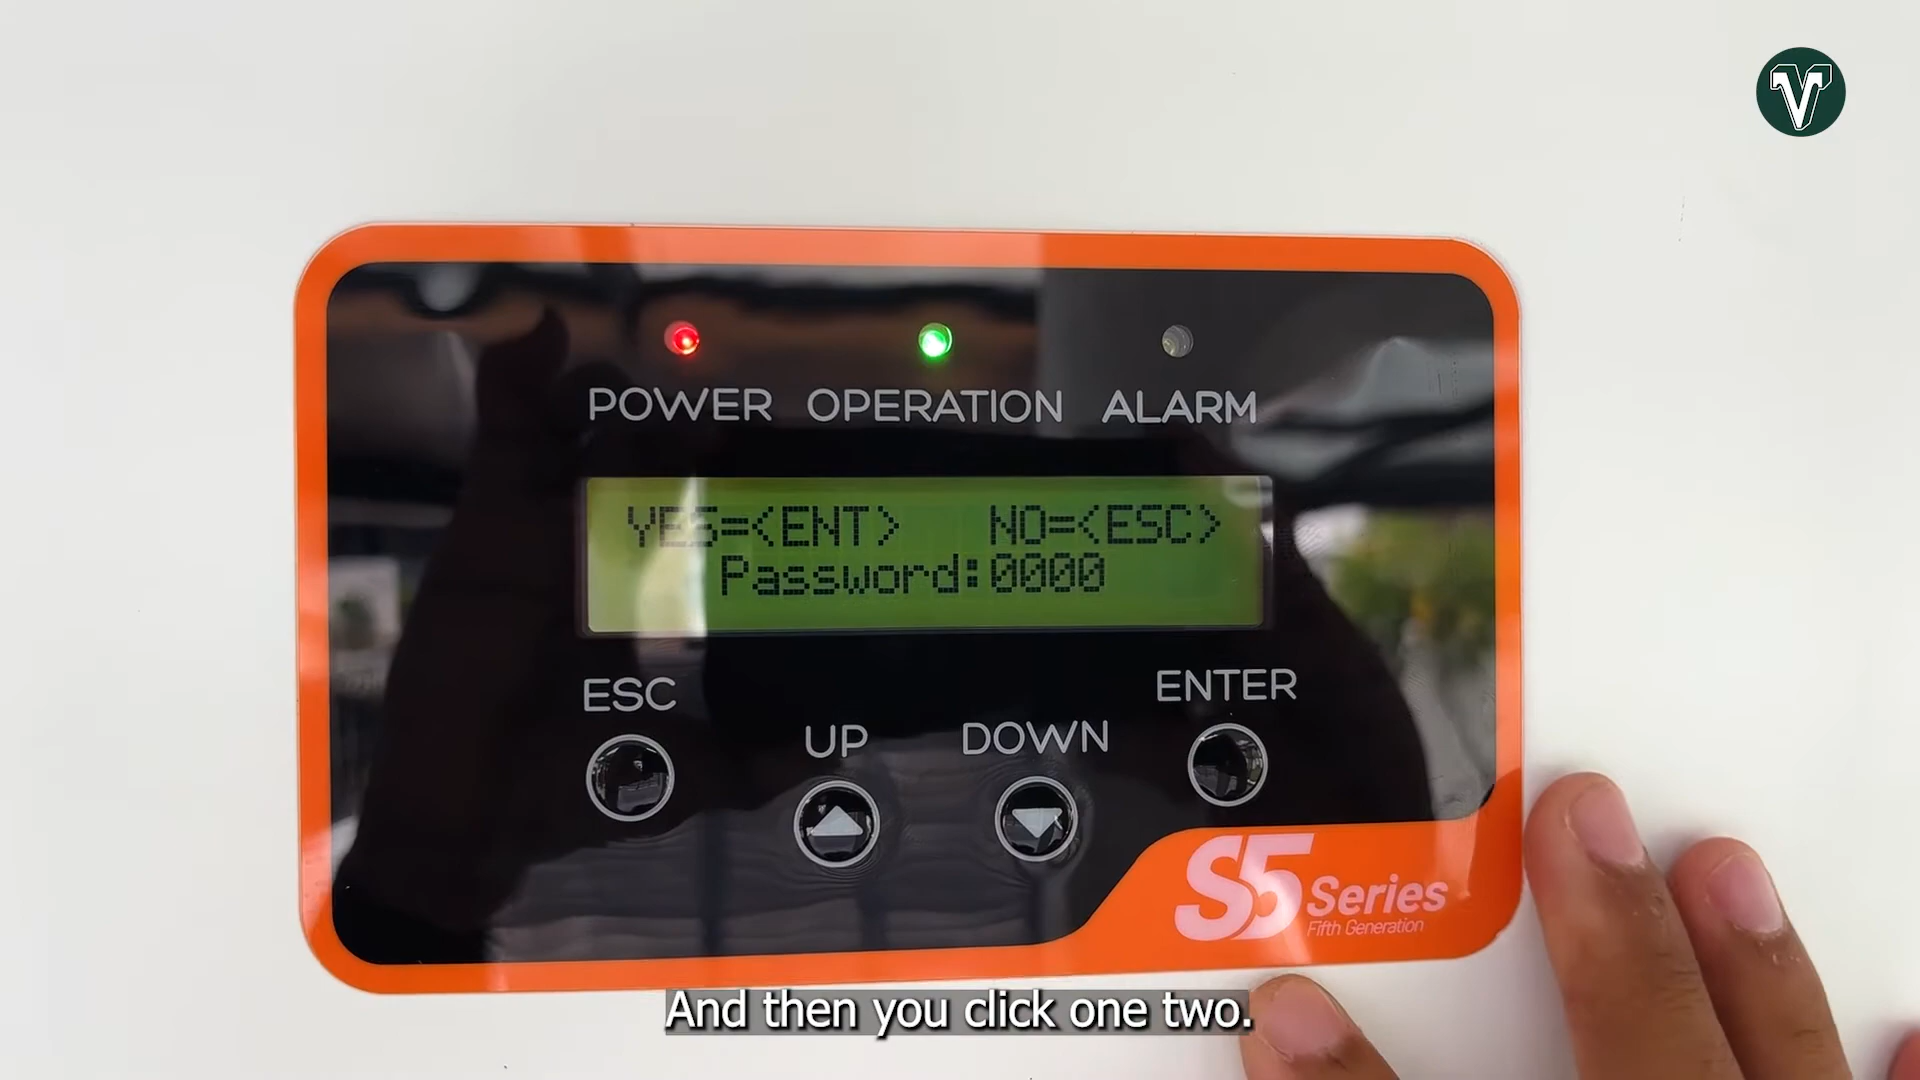 POWER OPERATION ALARM
YES=<ENT> NO=<ESC>
Password:0000
ESC UP DOWN ENTER
S5 Series
Fifth Generation
And then you click one two.